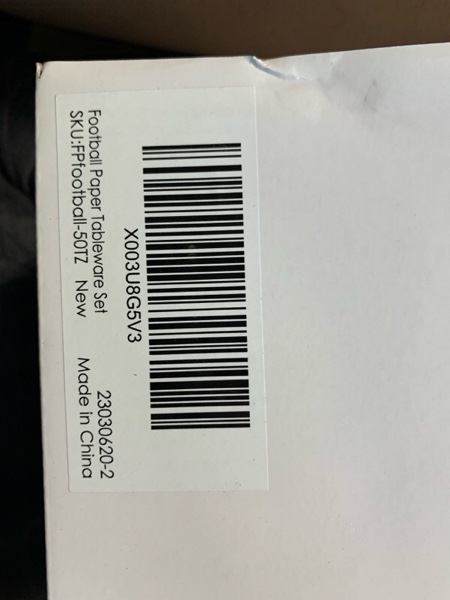 X003U8G5V3
Football Paper Tableware Set
SKU:FPfootball-50TZ New
23030620-2
Made in China